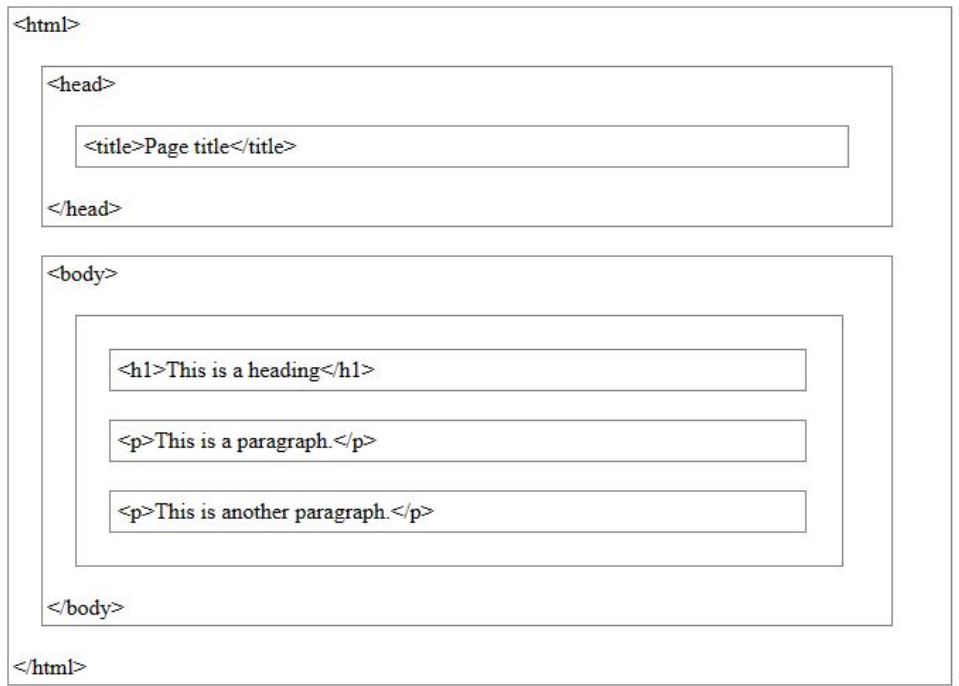 <html>
<head>
<title>Page title</title>
</head>
<body>
<h1>This is a heading</h1>
<p>This is a paragraph.</p>
<p>This is another paragraph.</p>
</body>
</html>